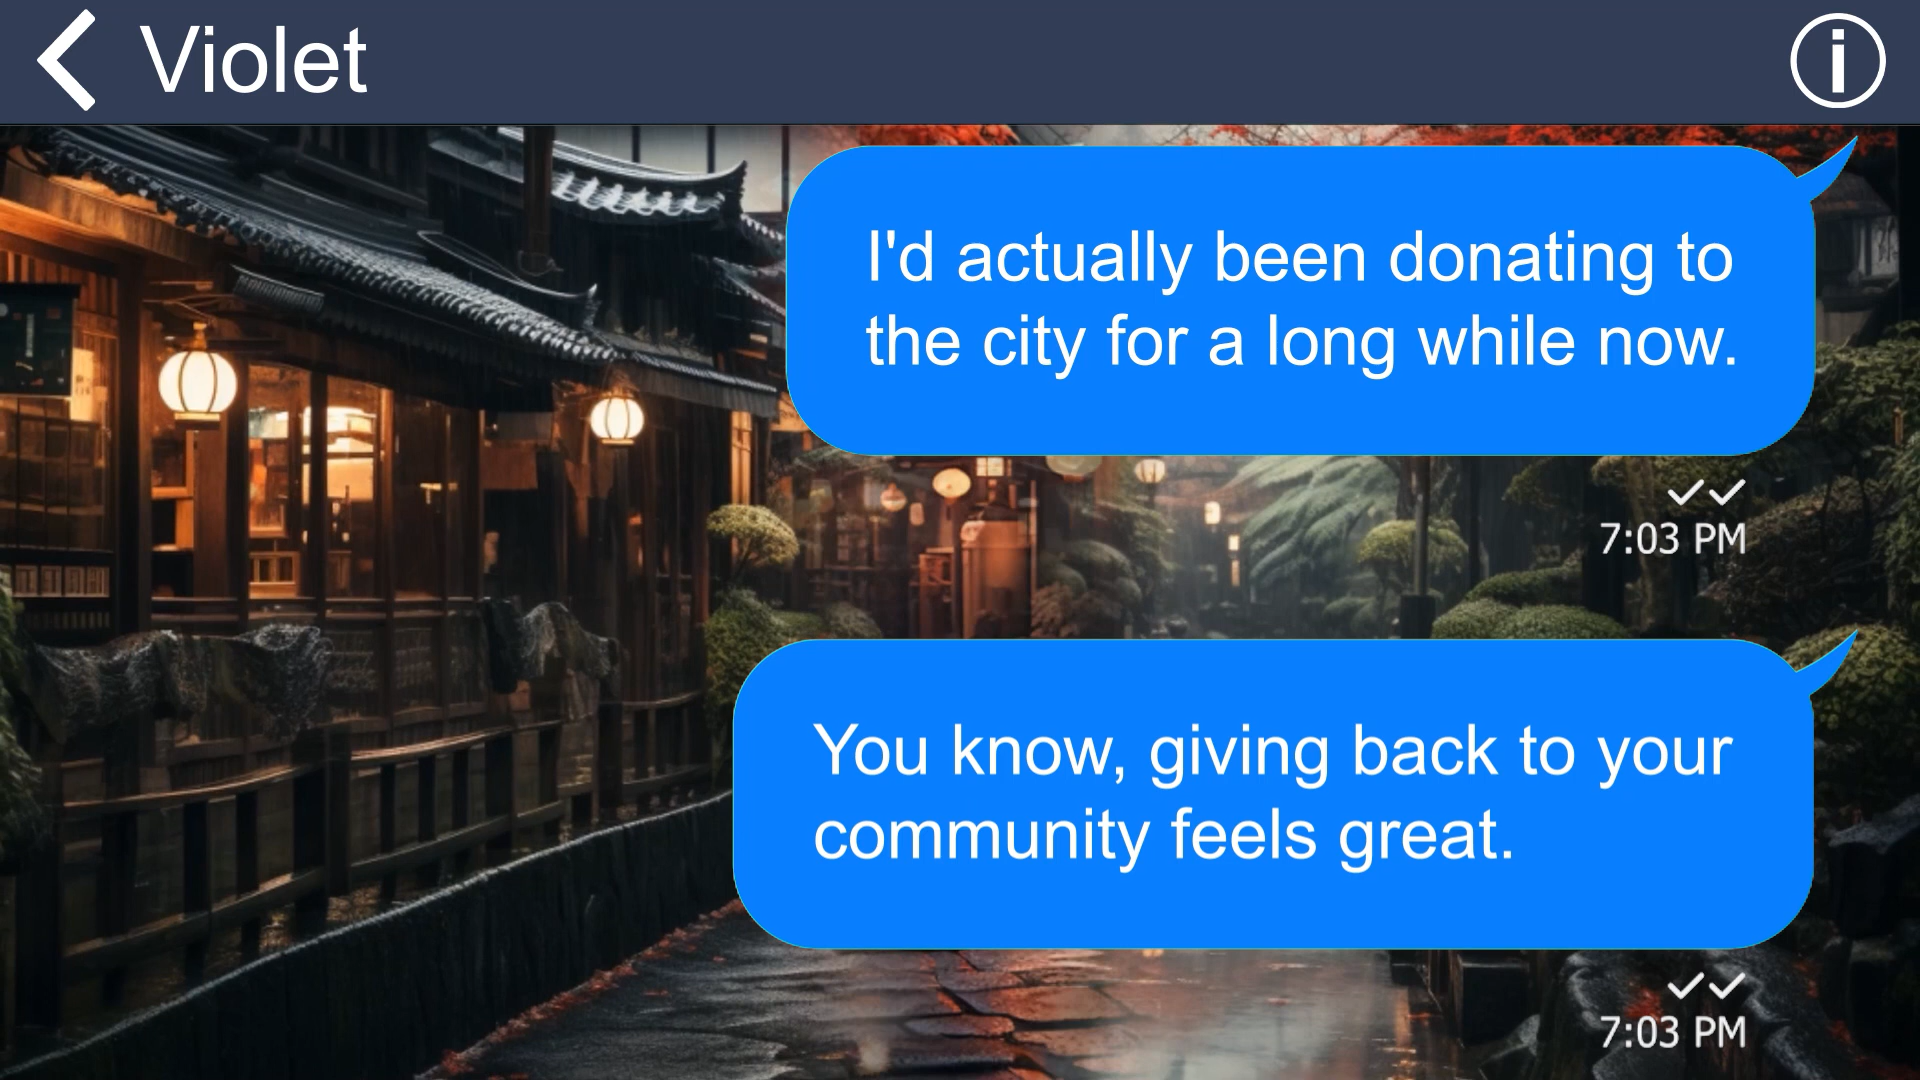 Violet
I'd actually been donating to
the city for a long while now.
7:03 PM
You know, giving back to your
community feels great.
7:03 PM